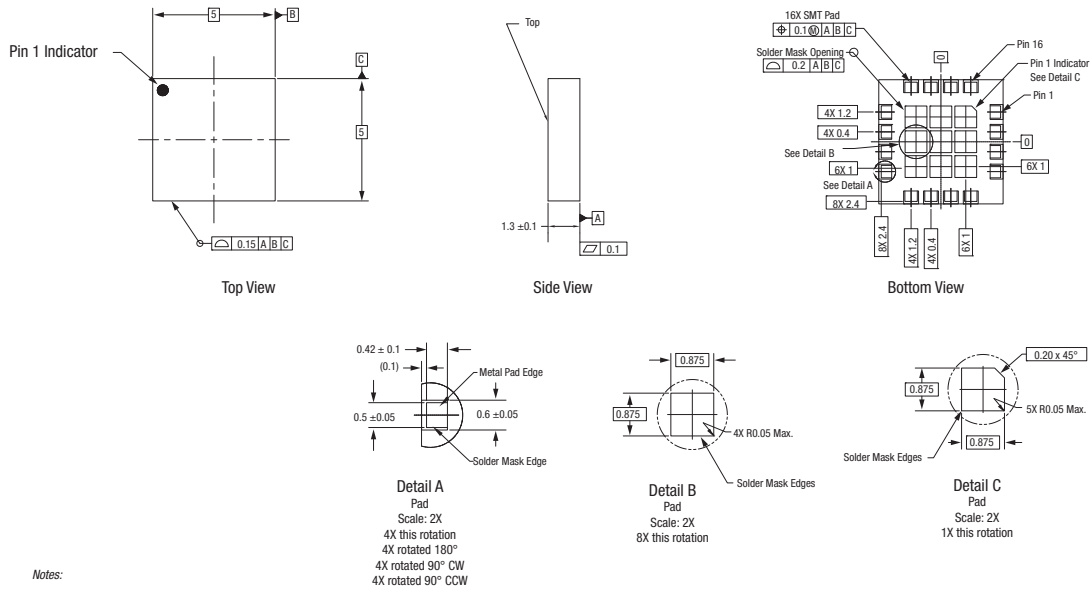 5
B
Pin 1 Indicator
C
5
0.15 A B C
Top View
Top
1.3 ±0.1
A
0.1
Side View
16X SMT Pad
0.1 Ⓜ A B C
Solder Mask Opening
0.2 A B C
0
Pin 16
Pin 1 Indicator
See Detail C
Pin 1
4X 1.2
4X 0.4
0
See Detail B
6X 1
6X 1
See Detail A
8X 2.4
8X 2.4
4X 1.2
4X 0.4
6X 1
Bottom View
0.42 ± 0.1
(0.1)
Metal Pad Edge
0.5 ±0.05
0.6 ±0.05
Solder Mask Edge
Detail A
Pad
Scale: 2X
4X this rotation
4X rotated 180°
4X rotated 90° CW
4X rotated 90° CCW
0.875
0.875
4X R0.05 Max.
Solder Mask Edges
Detail B
Pad
Scale: 2X
8X this rotation
0.20 x 45°
0.875
5X R0.05 Max.
0.875
Solder Mask Edges
Detail C
Pad
Scale: 2X
1X this rotation
Notes: